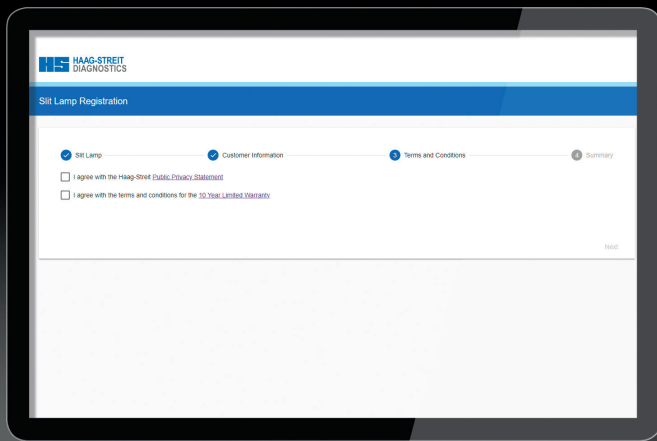 HS HAAG-STREIT
DIAGNOSTICS
Slit Lamp Registration
Slit Lamp
Customer Information
3 Terms and Conditions
4 Summary
I agree with the Haag-Streit Public Privacy Statement
I agree with the terms and conditions for the 10 Year Limited Warranty
Next